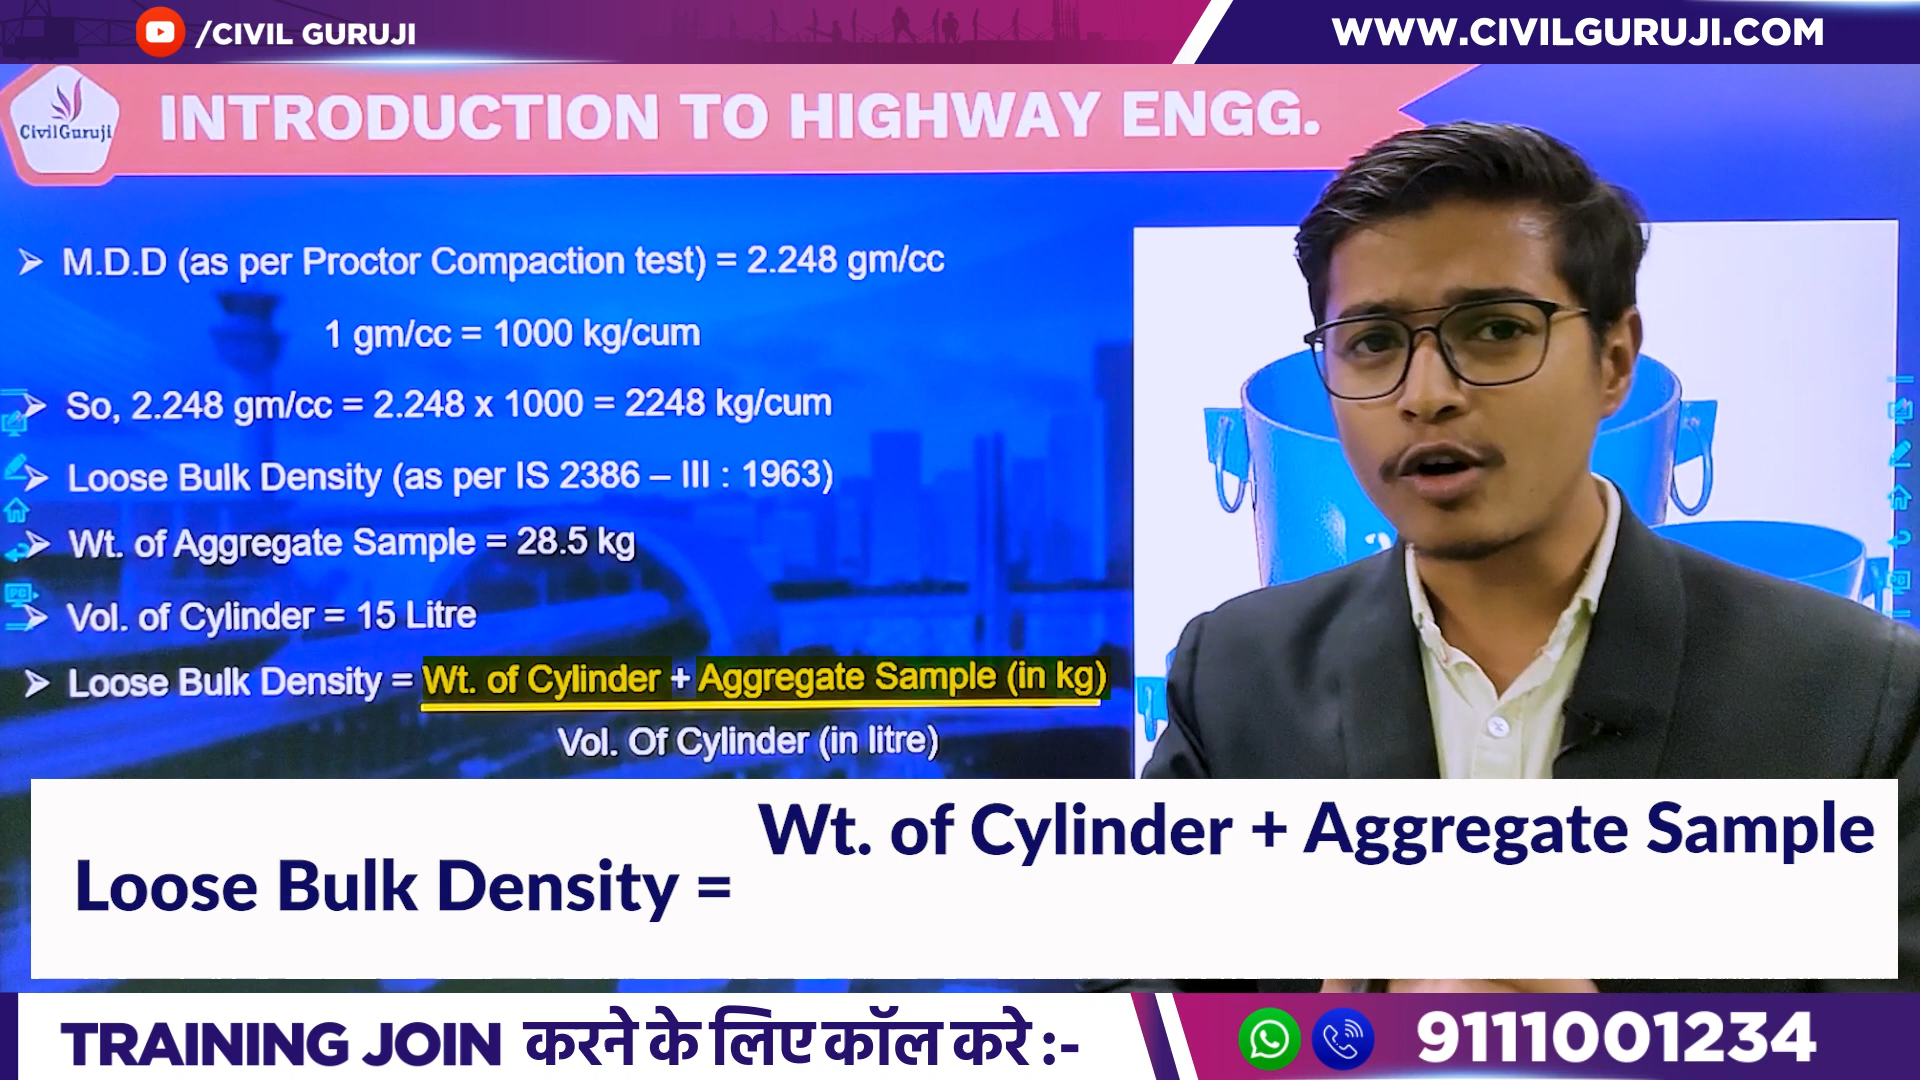 /CIVIL GURUJI
WWW.CIVILGURUJI.COM
CivilGuruji
INTRODUCTION TO HIGHWAY ENGG.
➢ M.D.D (as per Proctor Compaction test) = 2.248 gm/cc
1 gm/cc = 1000 kg/cum
➢ So, 2.248 gm/cc = 2.248 x 1000 = 2248 kg/cum
➢ Loose Bulk Density (as per IS 2386 – III : 1963)
➢ Wt. of Aggregate Sample = 28.5 kg
➢ Vol. of Cylinder = 15 Litre
➢ Loose Bulk Density = Wt. of Cylinder + Aggregate Sample (in kg)
Vol. Of Cylinder (in litre)
Wt. of Cylinder + Aggregate Sample
Loose Bulk Density =
TRAINING JOIN करने के लिए कॉल करे :-
9111001234